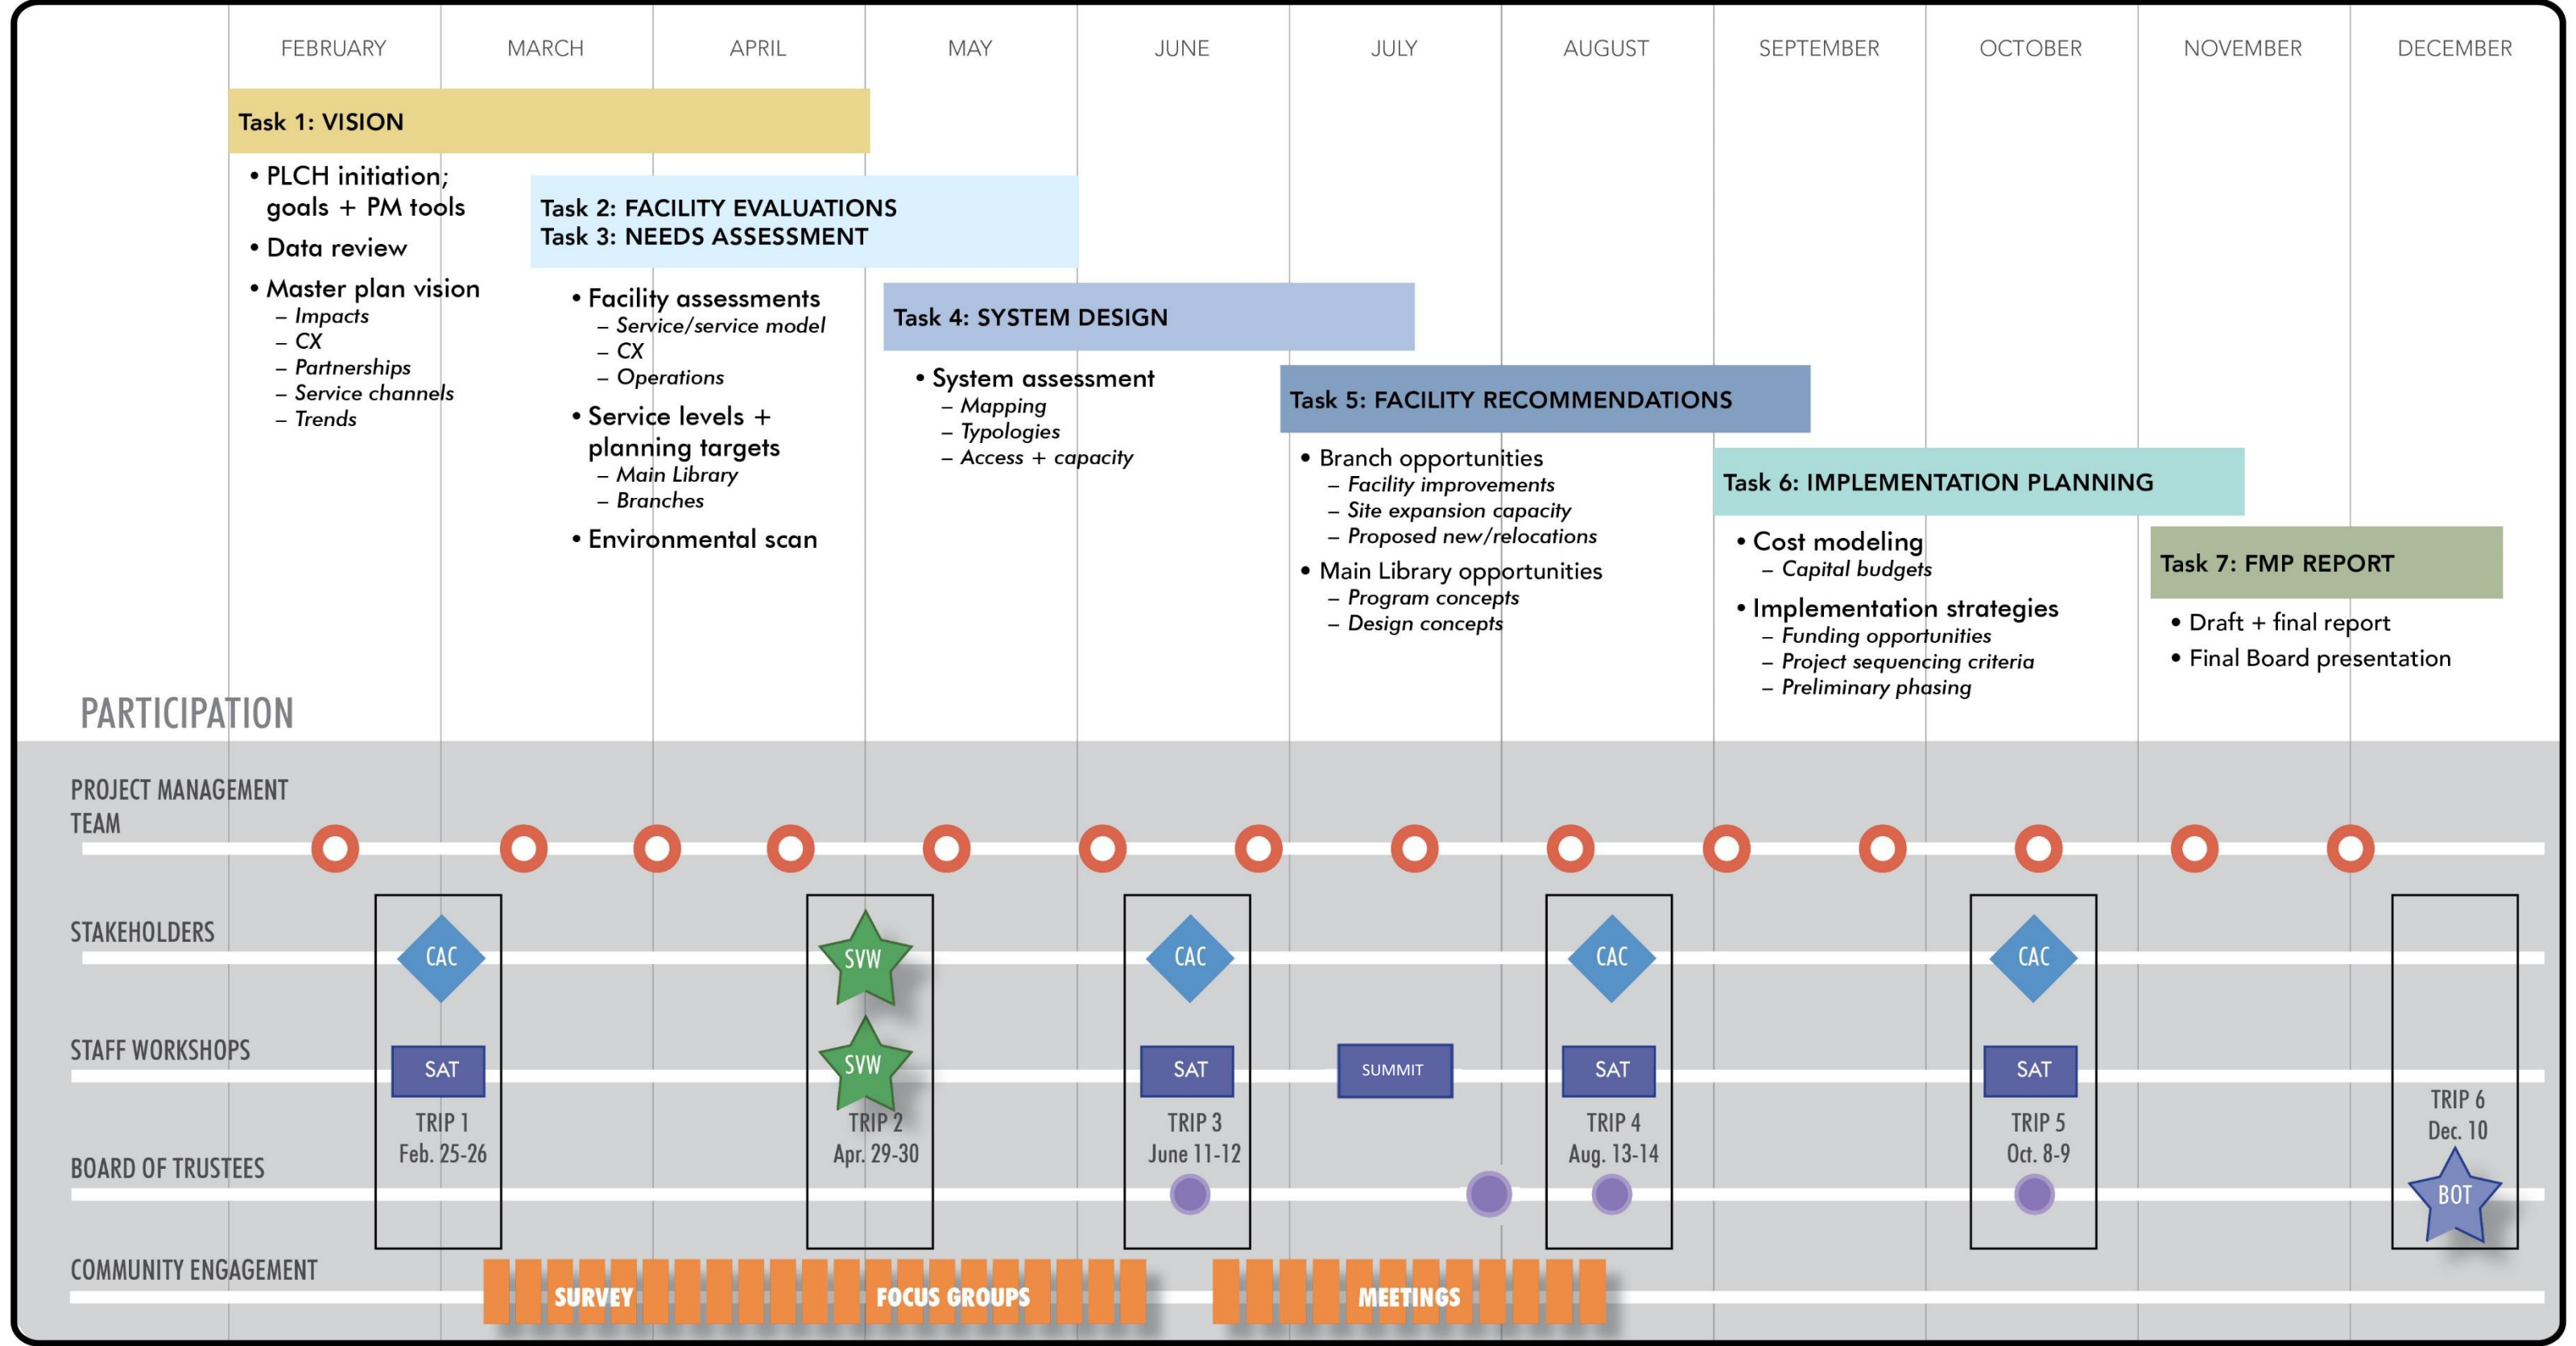 FEBRUARY MARCH APRIL MAY JUNE JULY AUGUST SEPTEMBER OCTOBER NOVEMBER DECEMBER
Task 1: VISION
• PLCH initiation;
goals + PM tools
• Data review
• Master plan vision
– Impacts
– CX
– Partnerships
– Service channels
– Trends
Task 2: FACILITY EVALUATIONS
Task 3: NEEDS ASSESSMENT
• Facility assessments
– Service/service model
– CX
– Operations
• Service levels +
planning targets
– Main Library
– Branches
• Environmental scan
Task 4: SYSTEM DESIGN
• System assessment
– Mapping
– Typologies
– Access + capacity
Task 5: FACILITY RECOMMENDATIONS
• Branch opportunities
– Facility improvements
– Site expansion capacity
– Proposed new/relocations
• Main Library opportunities
– Program concepts
– Design concepts
Task 6: IMPLEMENTATION PLANNING
• Cost modeling
– Capital budgets
• Implementation strategies
– Funding opportunities
– Project sequencing criteria
– Preliminary phasing
Task 7: FMP REPORT
• Draft + final report
• Final Board presentation
PARTICIPATION
PROJECT MANAGEMENT
TEAM
STAKEHOLDERS
CAC SVW CAC CAC CAC
STAFF WORKSHOPS
SAT SVW SAT SUMMIT SAT SAT
TRIP 1
Feb. 25-26
TRIP 2
Apr. 29-30
TRIP 3
June 11-12
TRIP 4
Aug. 13-14
TRIP 5
Oct. 8-9
TRIP 6
Dec. 10
BOARD OF TRUSTEES
BOT
COMMUNITY ENGAGEMENT
SURVEY FOCUS GROUPS MEETINGS